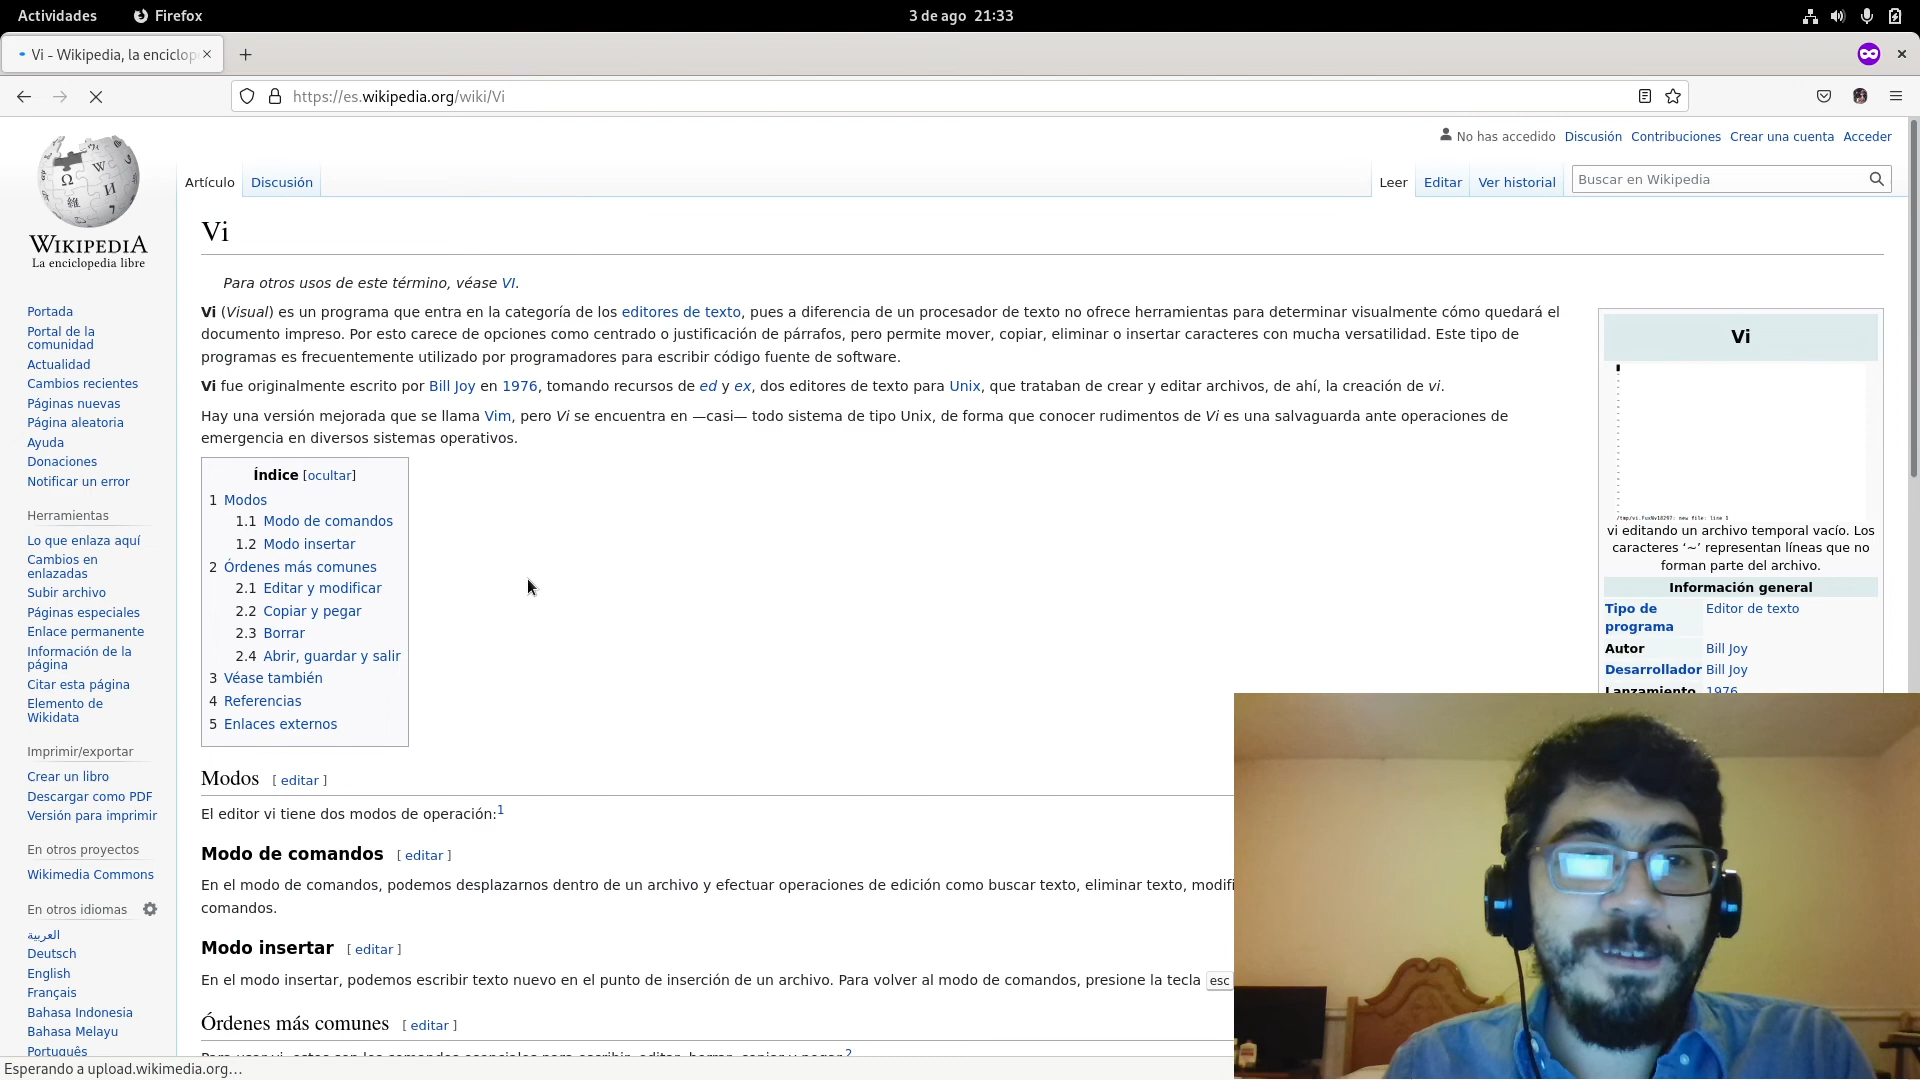 Actividades
Firefox
3 de ago 21:33
Vi - Wikipedia, la enciclop
https://es.wikipedia.org/wiki/Vi
No has accedido Discusión Contribuciones Crear una cuenta Acceder
WIKIPEDIA
La enciclopedia libre
Artículo Discusión
Leer Editar Ver historial
Buscar en Wikipedia
Portada
Portal de la
comunidad
Actualidad
Cambios recientes
Páginas nuevas
Página aleatoria
Ayuda
Donaciones
Notificar un error
Herramientas
Lo que enlaza aquí
Cambios en
enlazadas
Subir archivo
Páginas especiales
Enlace permanente
Información de la
página
Citar esta página
Elemento de
Wikidata
Imprimir/exportar
Crear un libro
Descargar como PDF
Versión para imprimir
En otros proyectos
Wikimedia Commons
En otros idiomas
العربية
Deutsch
English
Français
Bahasa Indonesia
Bahasa Melayu
Português
Vi
Para otros usos de este término, véase VI.
Vi (Visual) es un programa que entra en la categoría de los editores de texto, pues a diferencia de un procesador de texto no ofrece herramientas para determinar visualmente cómo quedará el
documento impreso. Por esto carece de opciones como centrado o justificación de párrafos, pero permite mover, copiar, eliminar o insertar caracteres con mucha versatilidad. Este tipo de
programas es frecuentemente utilizado por programadores para escribir código fuente de software.
Vi fue originalmente escrito por Bill Joy en 1976, tomando recursos de ed y ex, dos editores de texto para Unix, que trataban de crear y editar archivos, de ahí, la creación de vi.
Hay una versión mejorada que se llama Vim, pero Vi se encuentra en —casi— todo sistema de tipo Unix, de forma que conocer rudimentos de Vi es una salvaguarda ante operaciones de
emergencia en diversos sistemas operativos.
Índice [ocultar]
1 Modos
1.1 Modo de comandos
1.2 Modo insertar
2 Órdenes más comunes
2.1 Editar y modificar
2.2 Copiar y pegar
2.3 Borrar
2.4 Abrir, guardar y salir
3 Véase también
4 Referencias
5 Enlaces externos
Modos [ editar ]
El editor vi tiene dos modos de operación:1
Modo de comandos [ editar ]
En el modo de comandos, podemos desplazarnos dentro de un archivo y efectuar operaciones de edición como buscar texto, eliminar texto, modifi
comandos.
Modo insertar [ editar ]
En el modo insertar, podemos escribir texto nuevo en el punto de inserción de un archivo. Para volver al modo de comandos, presione la tecla esc
Órdenes más comunes [ editar ]
Para usar vi, estos son los comandos esenciales para escribir, editar, borrar, copiar y pegar.2
Vi
vi editando un archivo temporal vacío. Los
caracteres ‘~’ representan líneas que no
forman parte del archivo.
Información general
Tipo de programa Editor de texto
Autor Bill Joy
Desarrollador Bill Joy
Lanzamiento 1976
Esperando a upload.wikimedia.org…